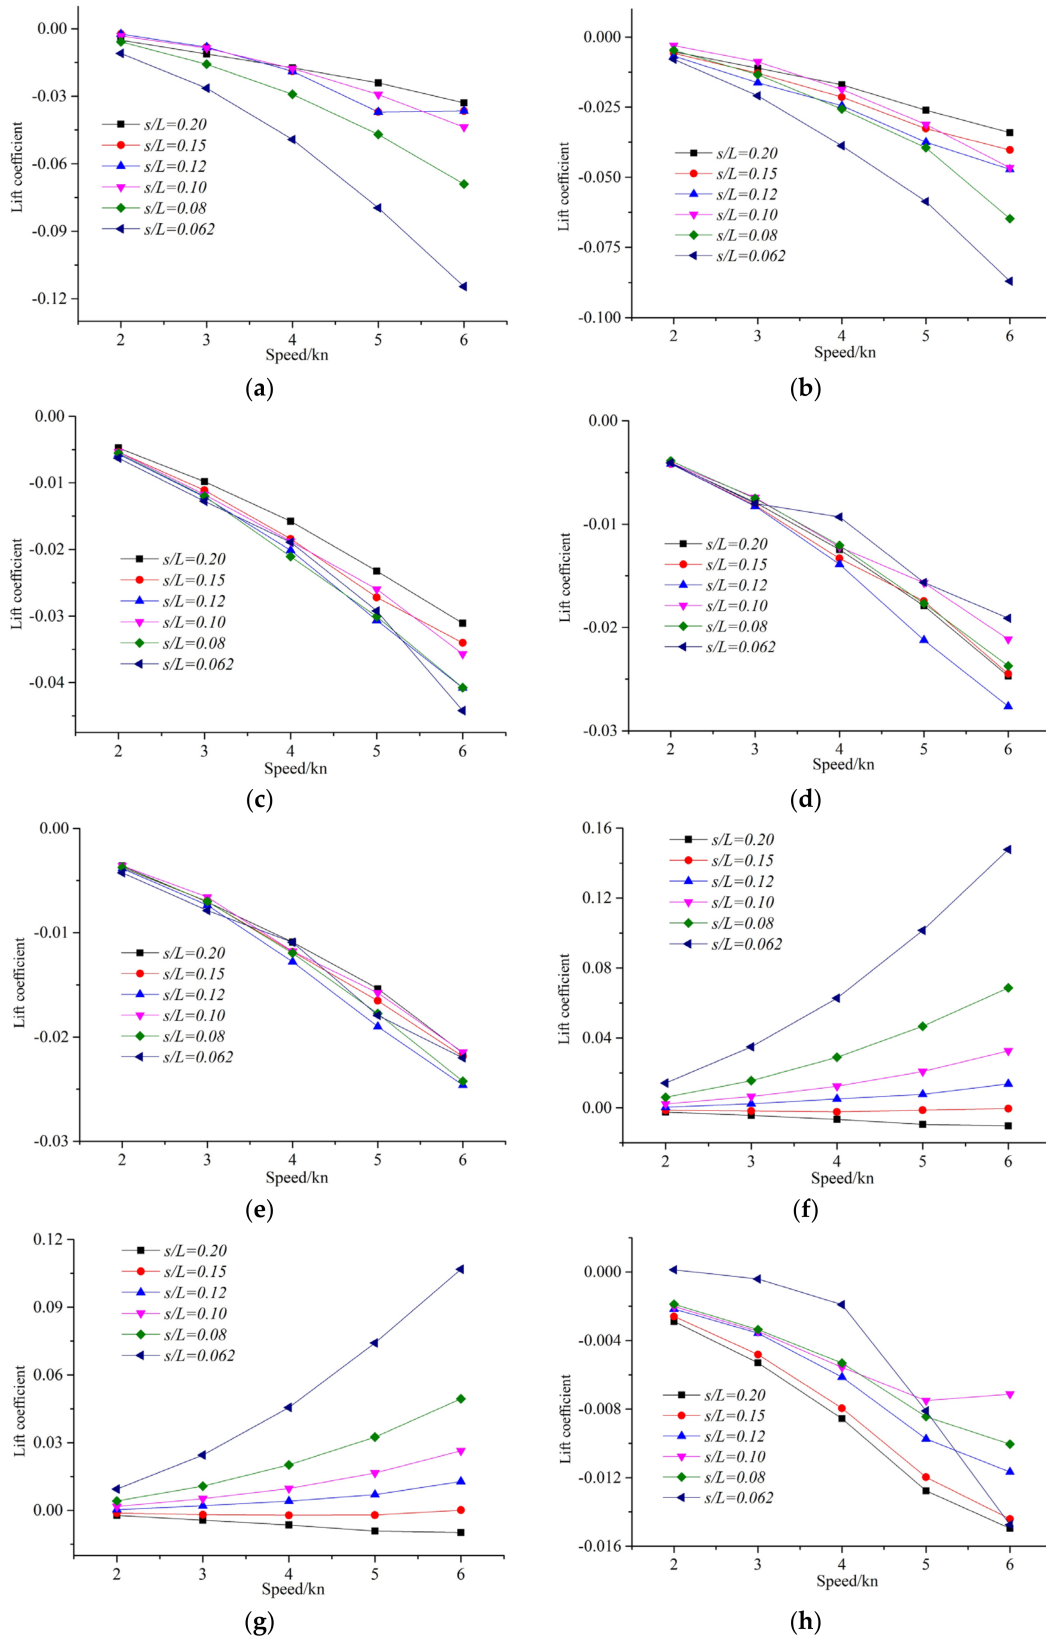 0.00
-0.03
-0.06
-0.09
-0.12
Lift coefficient
s/L=0.20
s/L=0.15
s/L=0.12
s/L=0.10
s/L=0.08
s/L=0.062
2 3 4 5 6
Speed/kn
(a)
0.000
-0.025
-0.050
-0.075
-0.100
Lift coefficient
s/L=0.20
s/L=0.15
s/L=0.12
s/L=0.10
s/L=0.08
s/L=0.062
2 3 4 5 6
Speed/kn
(b)
0.00
-0.01
-0.02
-0.03
-0.04
Lift coefficient
s/L=0.20
s/L=0.15
s/L=0.12
s/L=0.10
s/L=0.08
s/L=0.062
2 3 4 5 6
Speed/kn
(c)
0.00
-0.01
-0.02
-0.03
Lift coefficient
s/L=0.20
s/L=0.15
s/L=0.12
s/L=0.10
s/L=0.08
s/L=0.062
2 3 4 5 6
Speed/kn
(d)
0.00
-0.01
-0.02
-0.03
Lift coefficient
s/L=0.20
s/L=0.15
s/L=0.12
s/L=0.10
s/L=0.08
s/L=0.062
2 3 4 5 6
Speed/kn
(e)
0.16
0.12
0.08
0.04
0.00
Lift coefficient
s/L=0.20
s/L=0.15
s/L=0.12
s/L=0.10
s/L=0.08
s/L=0.062
2 3 4 5 6
Speed/kn
(f)
0.12
0.09
0.06
0.03
0.00
Lift coefficient
s/L=0.20
s/L=0.15
s/L=0.12
s/L=0.10
s/L=0.08
s/L=0.062
2 3 4 5 6
Speed/kn
(g)
0.000
-0.004
-0.008
-0.012
-0.016
Lift coefficient
s/L=0.20
s/L=0.15
s/L=0.12
s/L=0.10
s/L=0.08
s/L=0.062
2 3 4 5 6
Speed/kn
(h)